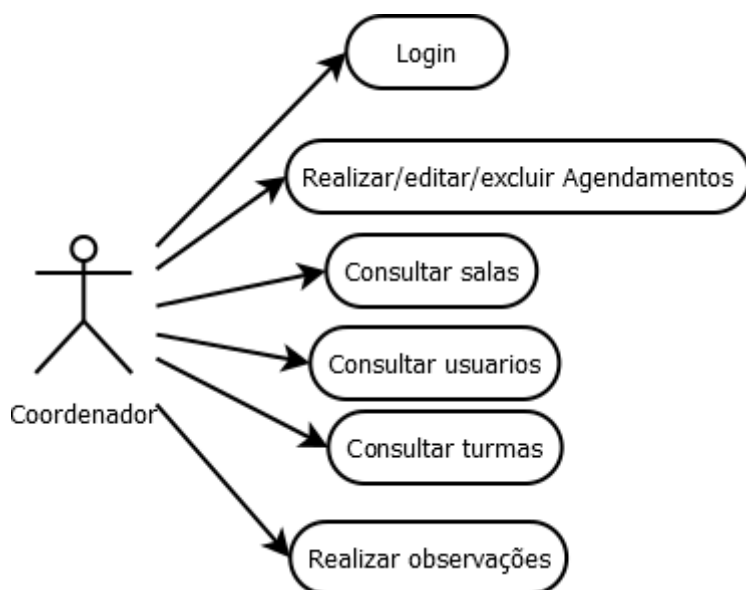 Login
Realizar/editar/excluir Agendamentos
Consultar salas
Consultar usuarios
Coordenador
Consultar turmas
Realizar observações